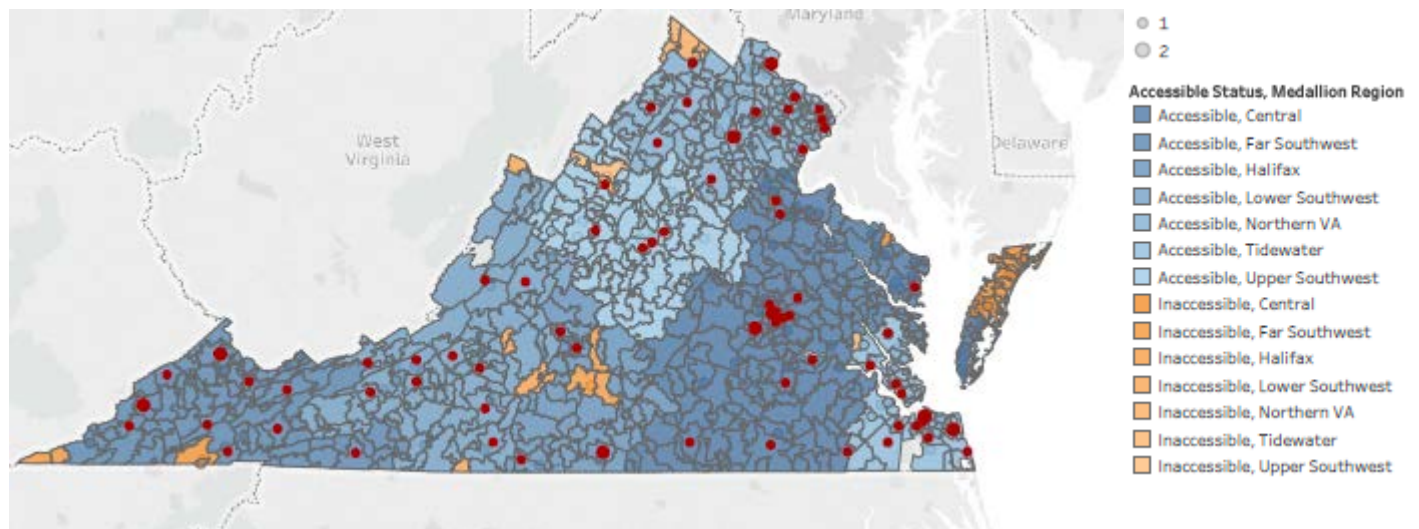 Maryland
West
Virginia
Delaware
1
2
Accessible Status, Medallion Region
Accessible, Central
Accessible, Far Southwest
Accessible, Halifax
Accessible, Lower Southwest
Accessible, Northern VA
Accessible, Tidewater
Accessible, Upper Southwest
Inaccessible, Central
Inaccessible, Far Southwest
Inaccessible, Halifax
Inaccessible, Lower Southwest
Inaccessible, Northern VA
Inaccessible, Tidewater
Inaccessible, Upper Southwest